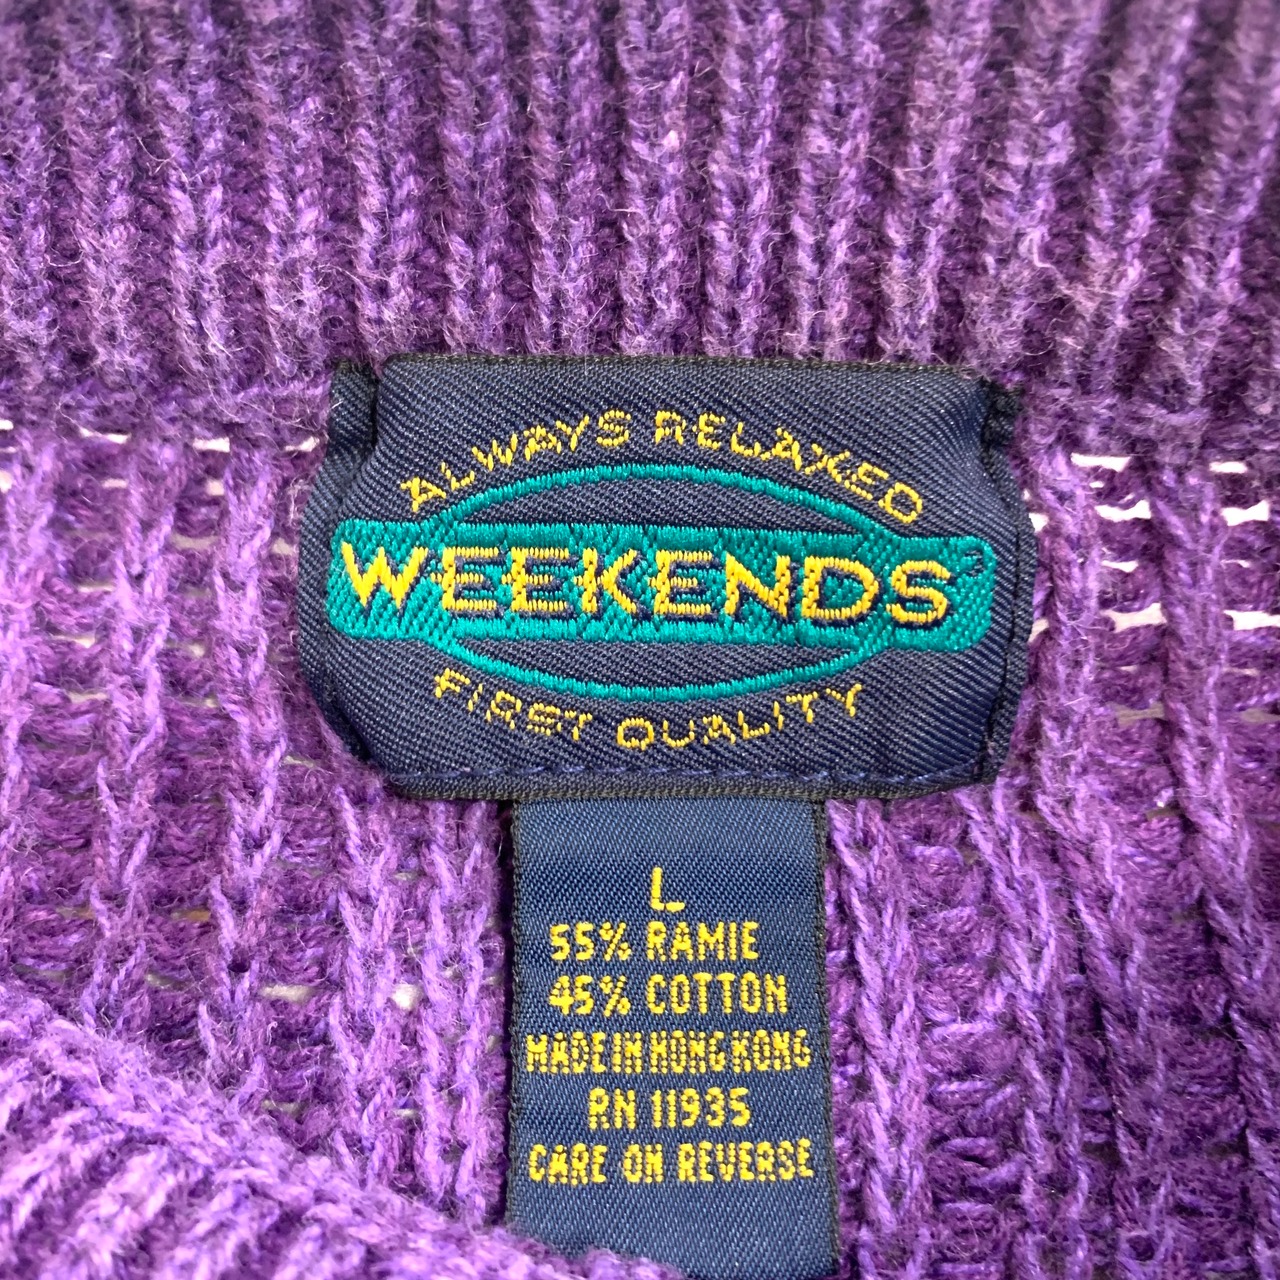 ALWAYS RELAXED
WEEKENDS
FIRST QUALITY
L
55% RAMIE
45% COTTON
MADE IN HONG KONG
RN 11935
CARE ON REVERSE